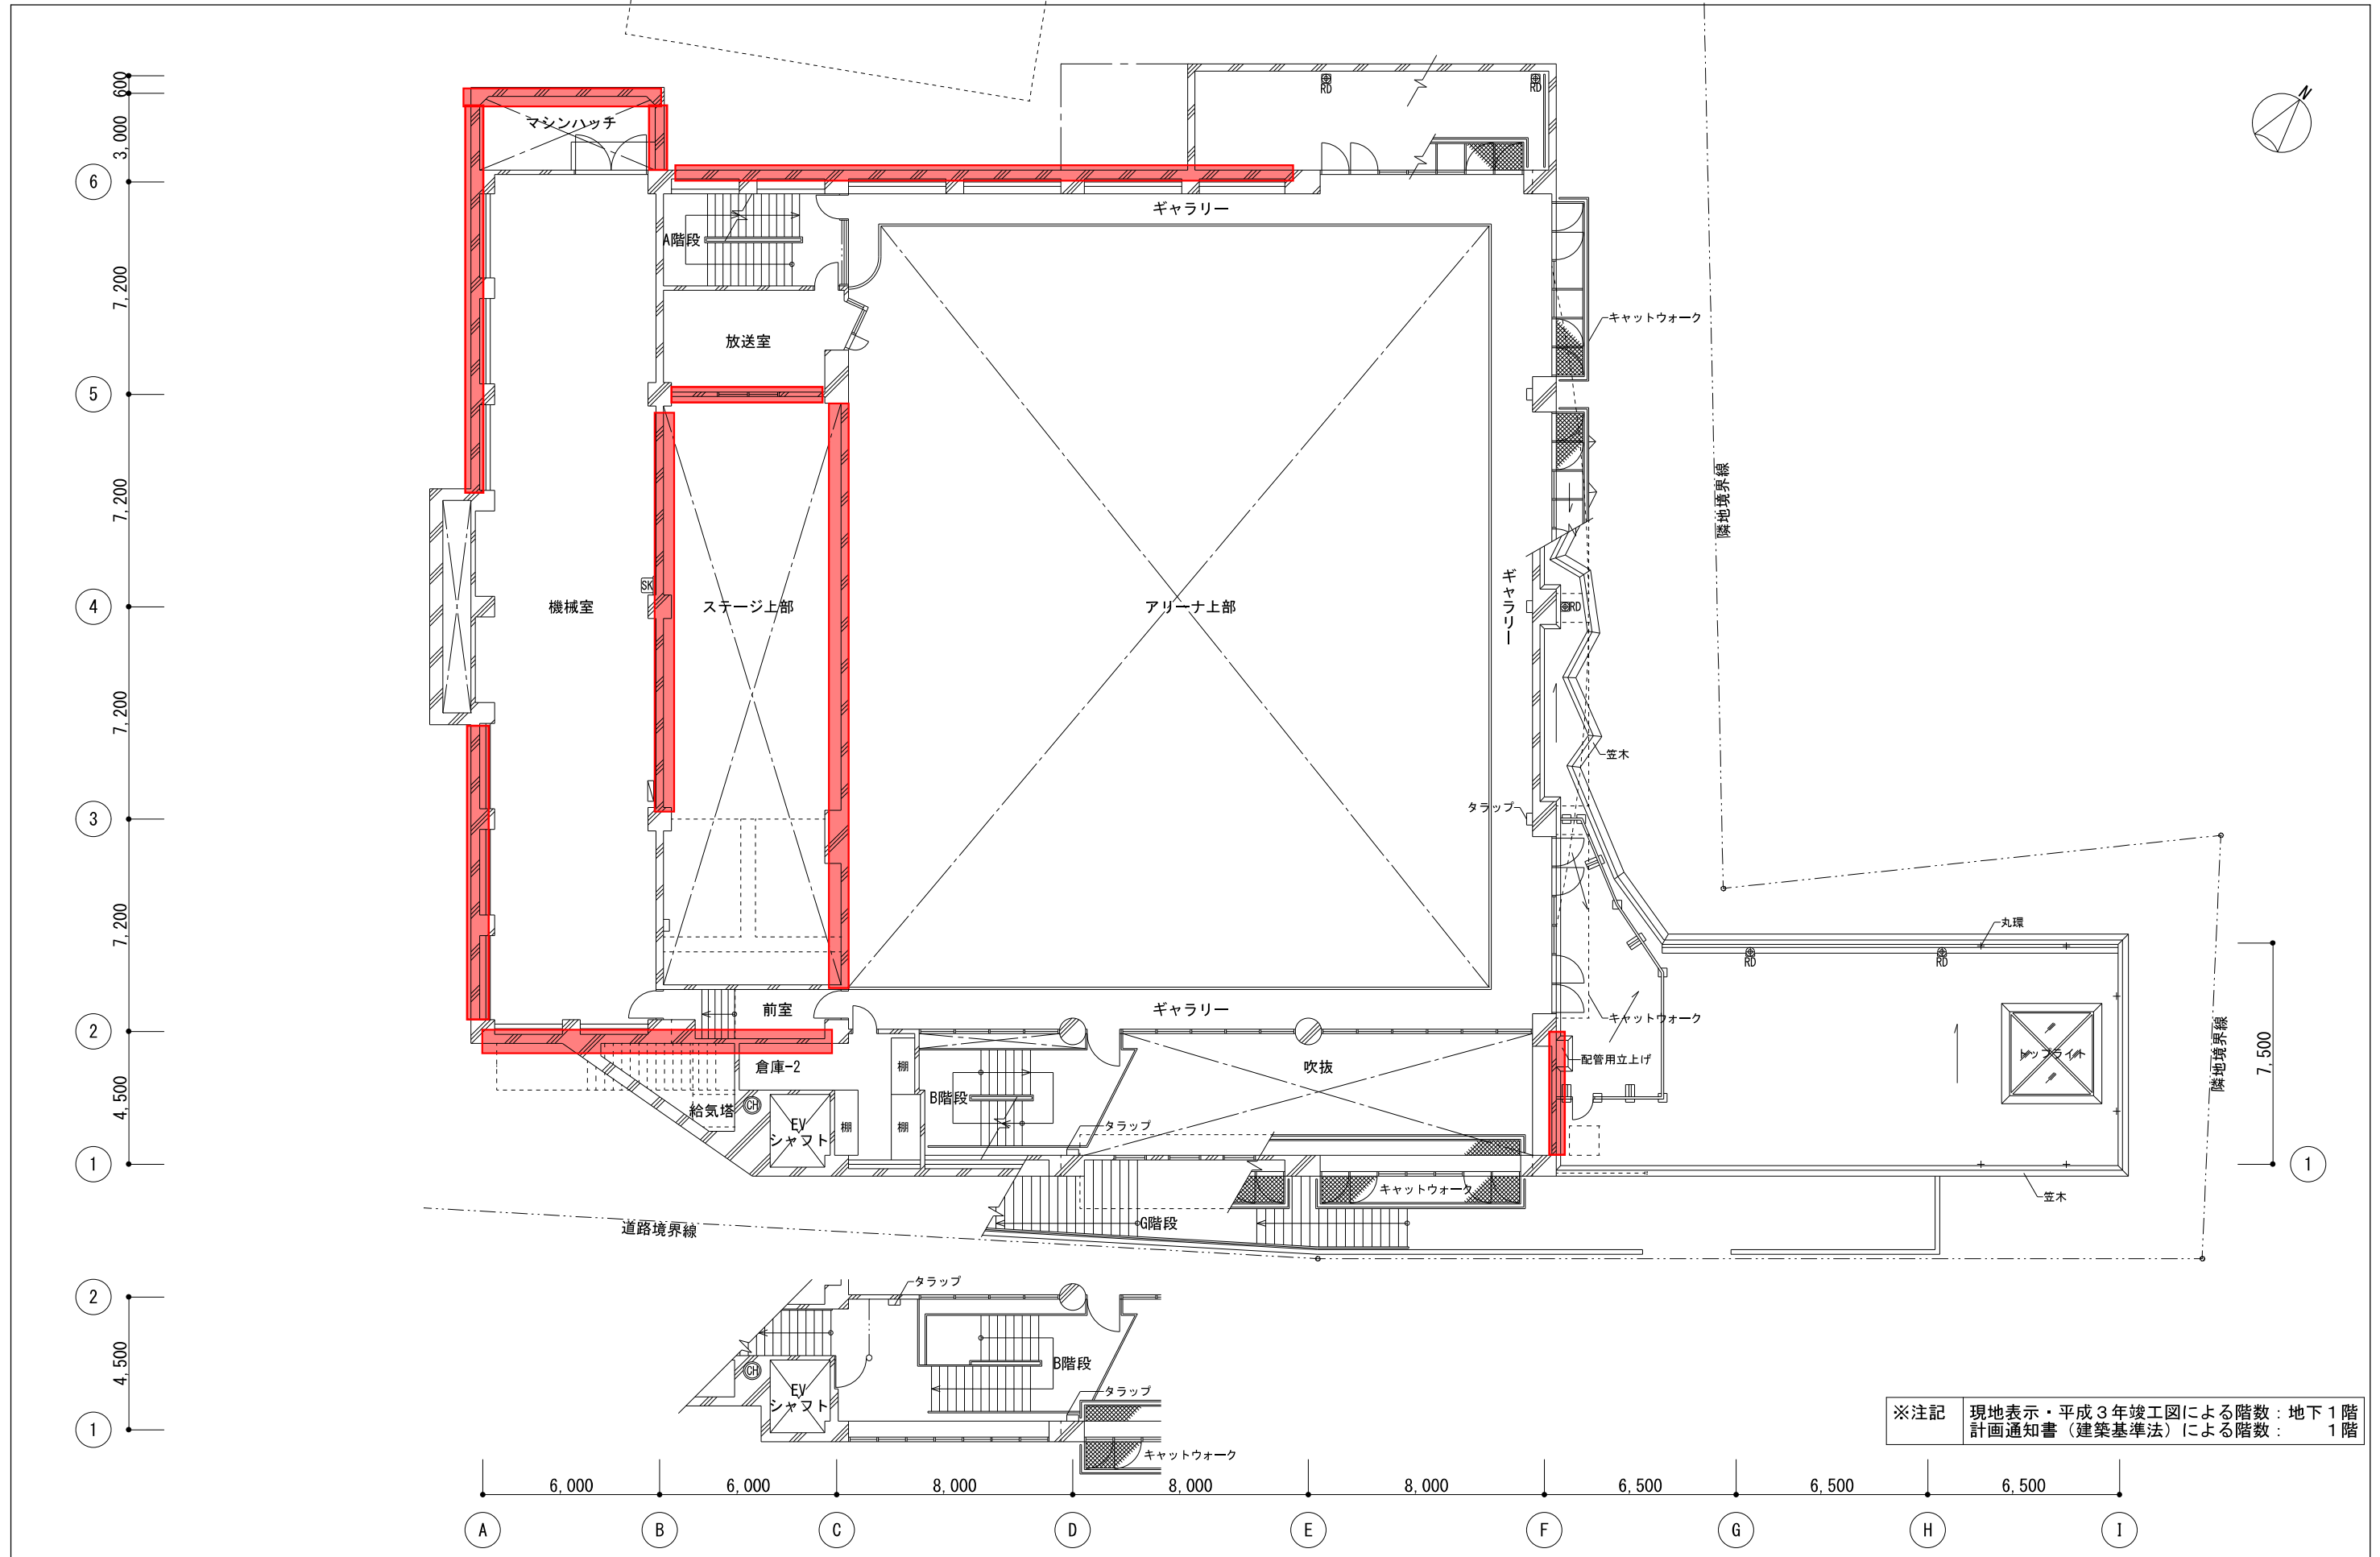 600
3,000
7,200
7,200
7,200
7,200
4,500
6
5
4
3
2
1
N
マシンハッチ
RD
RD
ギャラリー
A階段
放送室
キャットウォーク
隣地境界線
SK
機械室
ステージ上部
アリーナ上部
ギャラリー
RD
笠木
タラップ
丸環
RD
RD
前室
ギャラリー
キャットウォーク
倉庫-2
棚
吹抜
配管用立上げ
トップライト
隣地境界線
7,500
B階段
給気塔
CH
EV
シャフト
棚
棚
タラップ
1
キャットウォーク
笠木
G階段
道路境界線
2
4,500
1
タラップ
CH
B階段
EV
シャフト
タラップ
キャットウォーク
※注記
現地表示・平成3年竣工図による階数:地下1階
計画通知書(建築基準法)による階数: 1階
6,000
6,000
8,000
8,000
8,000
6,500
6,500
6,500
A
B
C
D
E
F
G
H
I